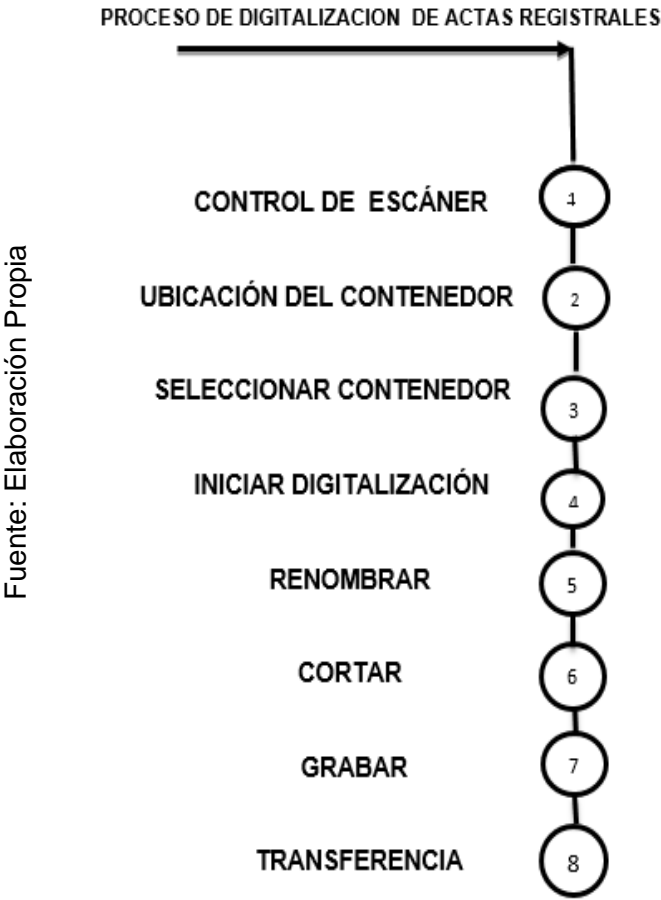 PROCESO DE DIGITALIZACION DE ACTAS REGISTRALES
CONTROL DE ESCÁNER 1
UBICACIÓN DEL CONTENEDOR 2
SELECCIONAR CONTENEDOR 3
INICIAR DIGITALIZACIÓN 4
RENOMBRAR 5
CORTAR 6
GRABAR 7
TRANSFERENCIA 8
Fuente: Elaboración Propia